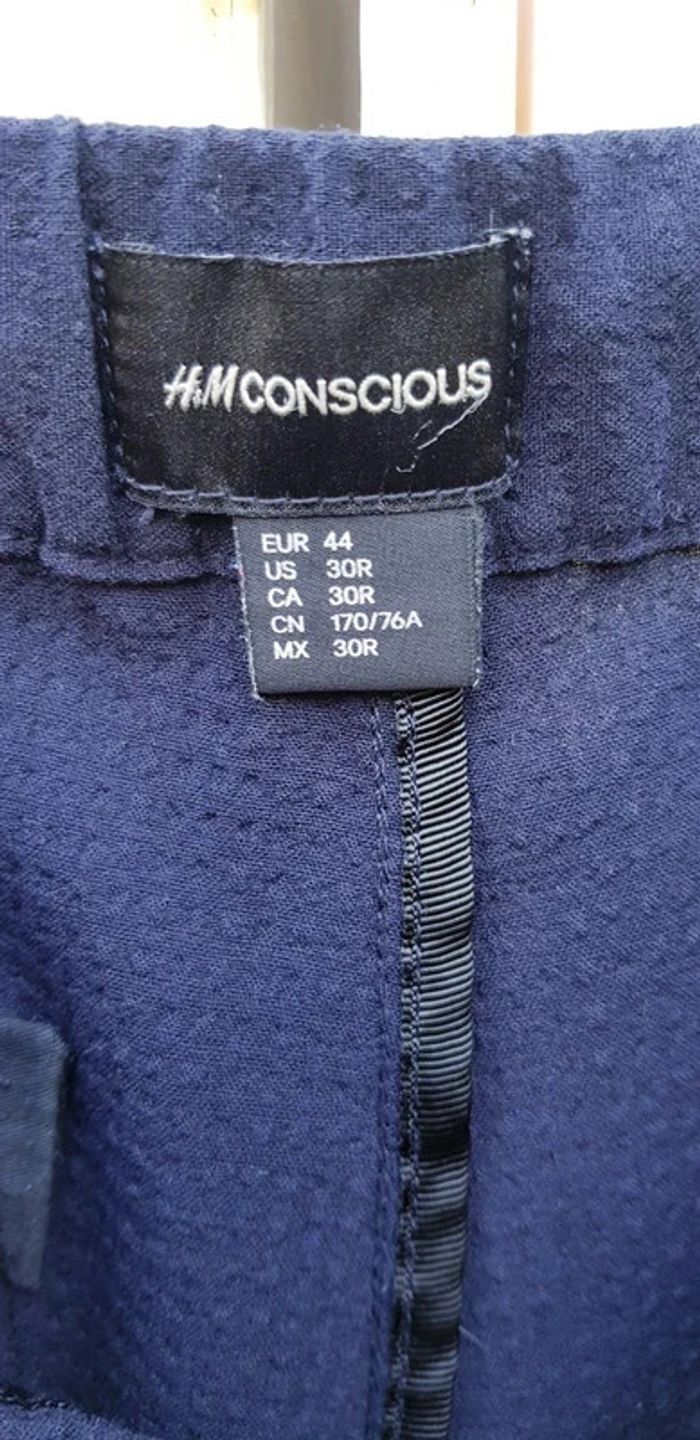 H&M CONSCIOUS
EUR 44
US 30R
CA 30R
CN 170/76A
MX 30R